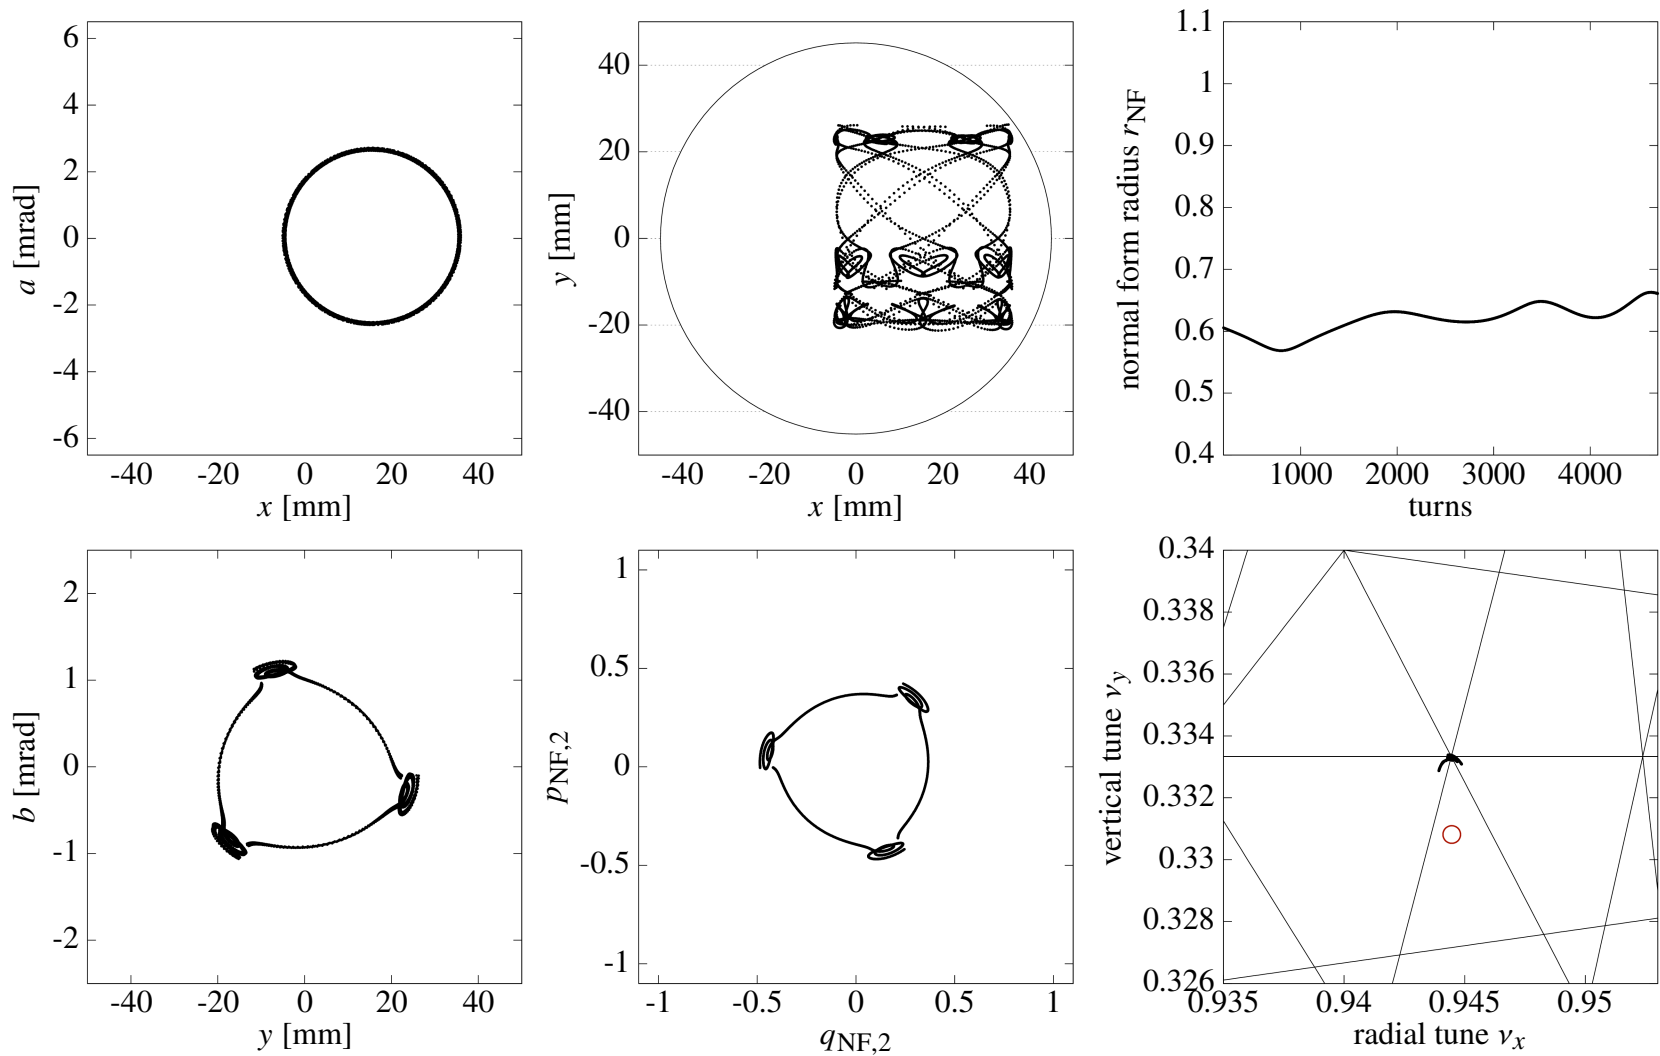 6
4
2
0
-2
-4
-6
a [mrad]
-40 -20 0 20 40
x [mm]
40
20
0
-20
-40
y [mm]
-40 -20 0 20 40
x [mm]
1.1
1
0.9
0.8
0.7
0.6
0.5
0.4
normal form radius rNF
1000 2000 3000 4000
turns
2
1
0
-1
-2
b [mrad]
-40 -20 0 20 40
y [mm]
1
0.5
0
-0.5
-1
pNF,2
-1 -0.5 0 0.5 1
qNF,2
0.34
0.338
0.336
0.334
0.332
0.33
0.328
0.326
vertical tune νy
0.935 0.94 0.945 0.95
radial tune νx